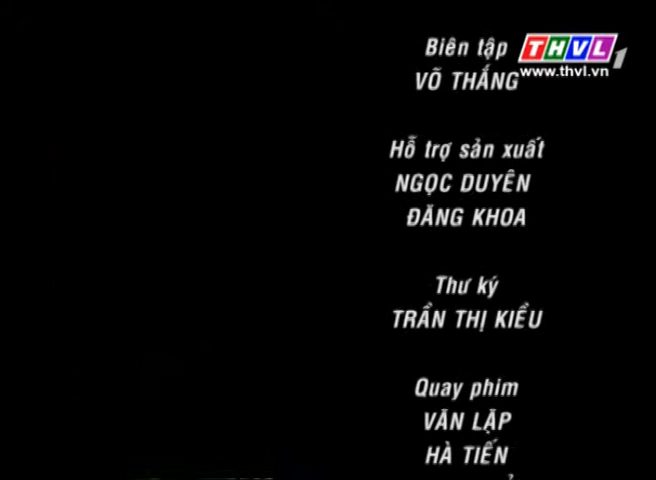 Biên tập
THVL1
VÕ THẮNG
www.thvl.vn
Hỗ trợ sản xuất
NGỌC DUYÊN
ĐĂNG KHOA
Thư ký
TRẦN THỊ KIỀU
Quay phim
VĂN LẬP
HÀ TIẾN